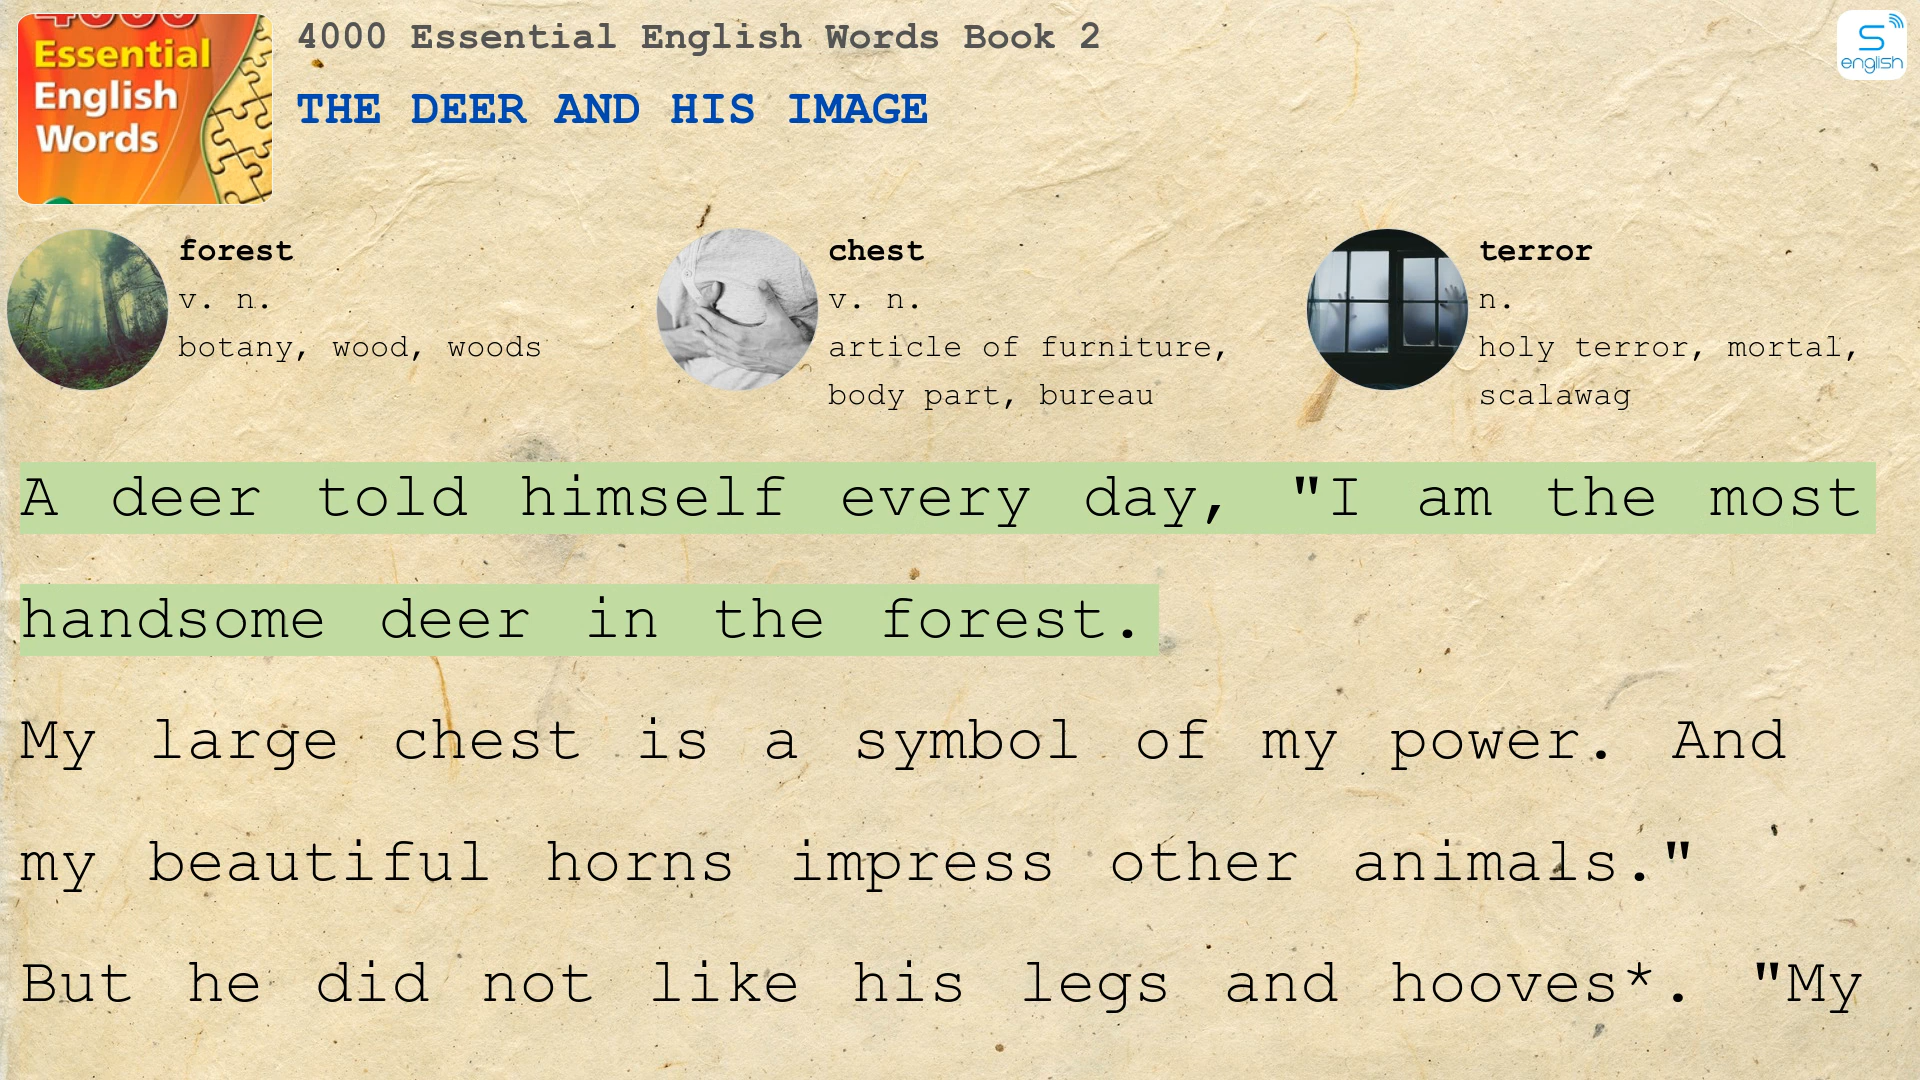 4000
Essential
English
Words
4000 Essential English Words Book 2
THE DEER AND HIS IMAGE
S
english
forest
v. n.
botany, wood, woods
chest
v. n.
article of furniture,
body part, bureau
terror
n.
holy terror, mortal,
scalawag
A deer told himself every day, "I am the most
handsome deer in the forest.
My large chest is a symbol of my power. And
my beautiful horns impress other animals."
But he did not like his legs and hooves*. "My